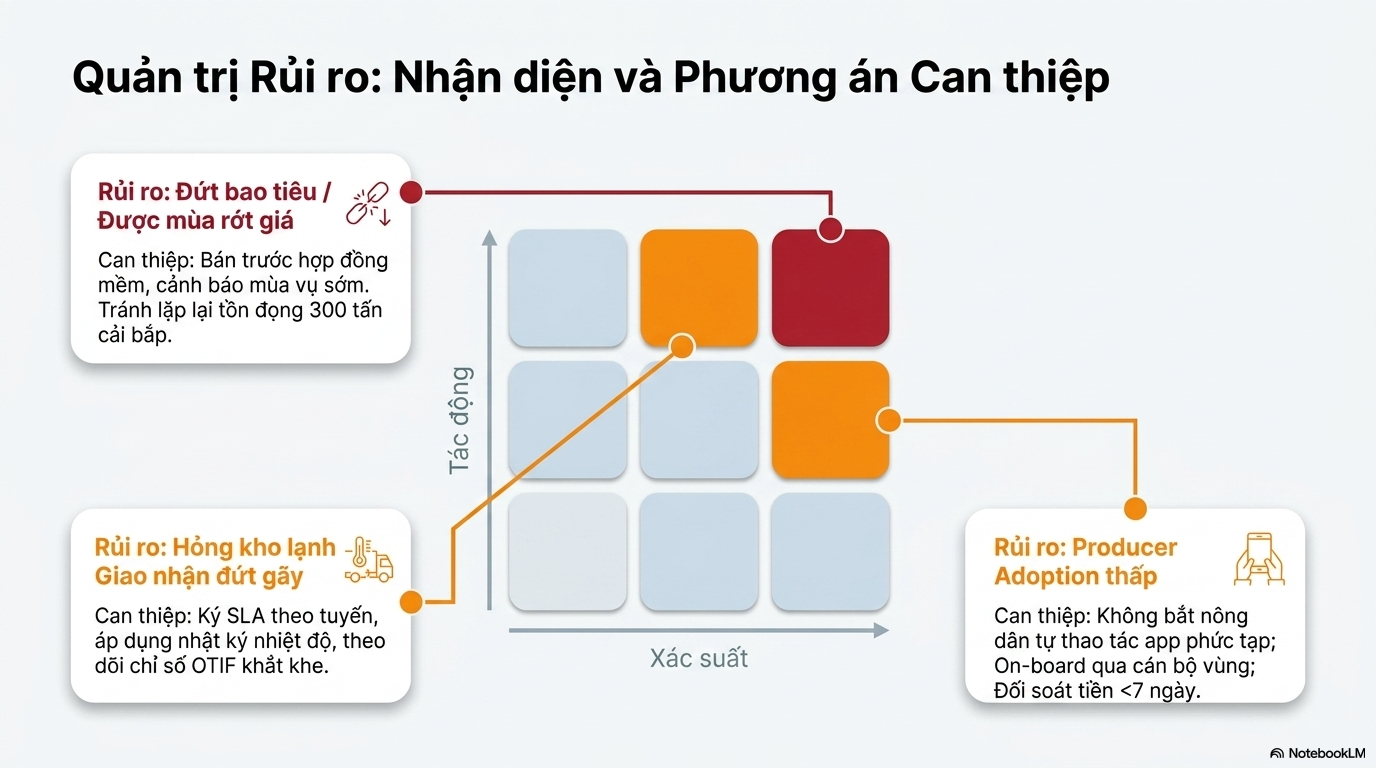 Quản trị Rủi ro: Nhận diện và Phương án Can thiệp
Rủi ro: Đứt bao tiêu /
Được mùa rớt giá
Can thiệp: Bán trước hợp đồng
mềm, cảnh báo mùa vụ sớm.
Tránh lặp lại tồn đọng 300 tấn
cải bắp.
Tác động
Xác suất
Rủi ro: Hỏng kho lạnh
Giao nhận đứt gãy
Can thiệp: Ký SLA theo tuyến,
áp dụng nhật ký nhiệt độ, theo
dõi chỉ số OTIF khắt khe.
Rủi ro: Producer
Adoption thấp
Can thiệp: Không bắt nông
dân tự thao tác app phức tạp;
On-board qua cán bộ vùng;
Đối soát tiền <7 ngày.
NotebookLM